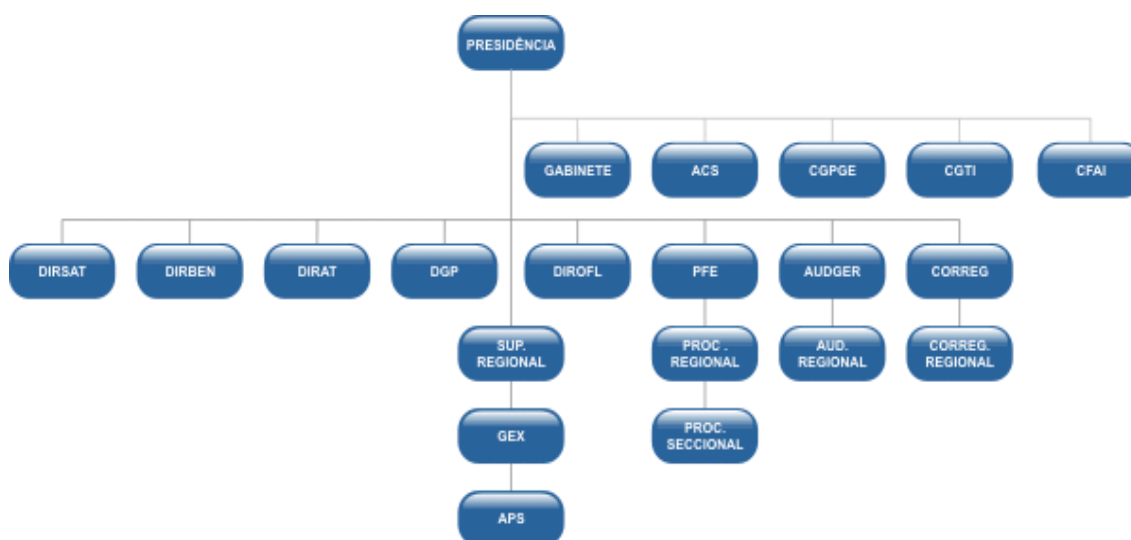 PRESIDÊNCIA
GABINETE
ACS
CGPGE
CGTI
CFAI
DIRSAT
DIRBEN
DIRAT
DGP
DIROFL
PFE
AUDGER
CORREG
SUP.
REGIONAL
PROC .
REGIONAL
AUD.
REGIONAL
CORREG.
REGIONAL
GEX
PROC.
SECCIONAL
APS